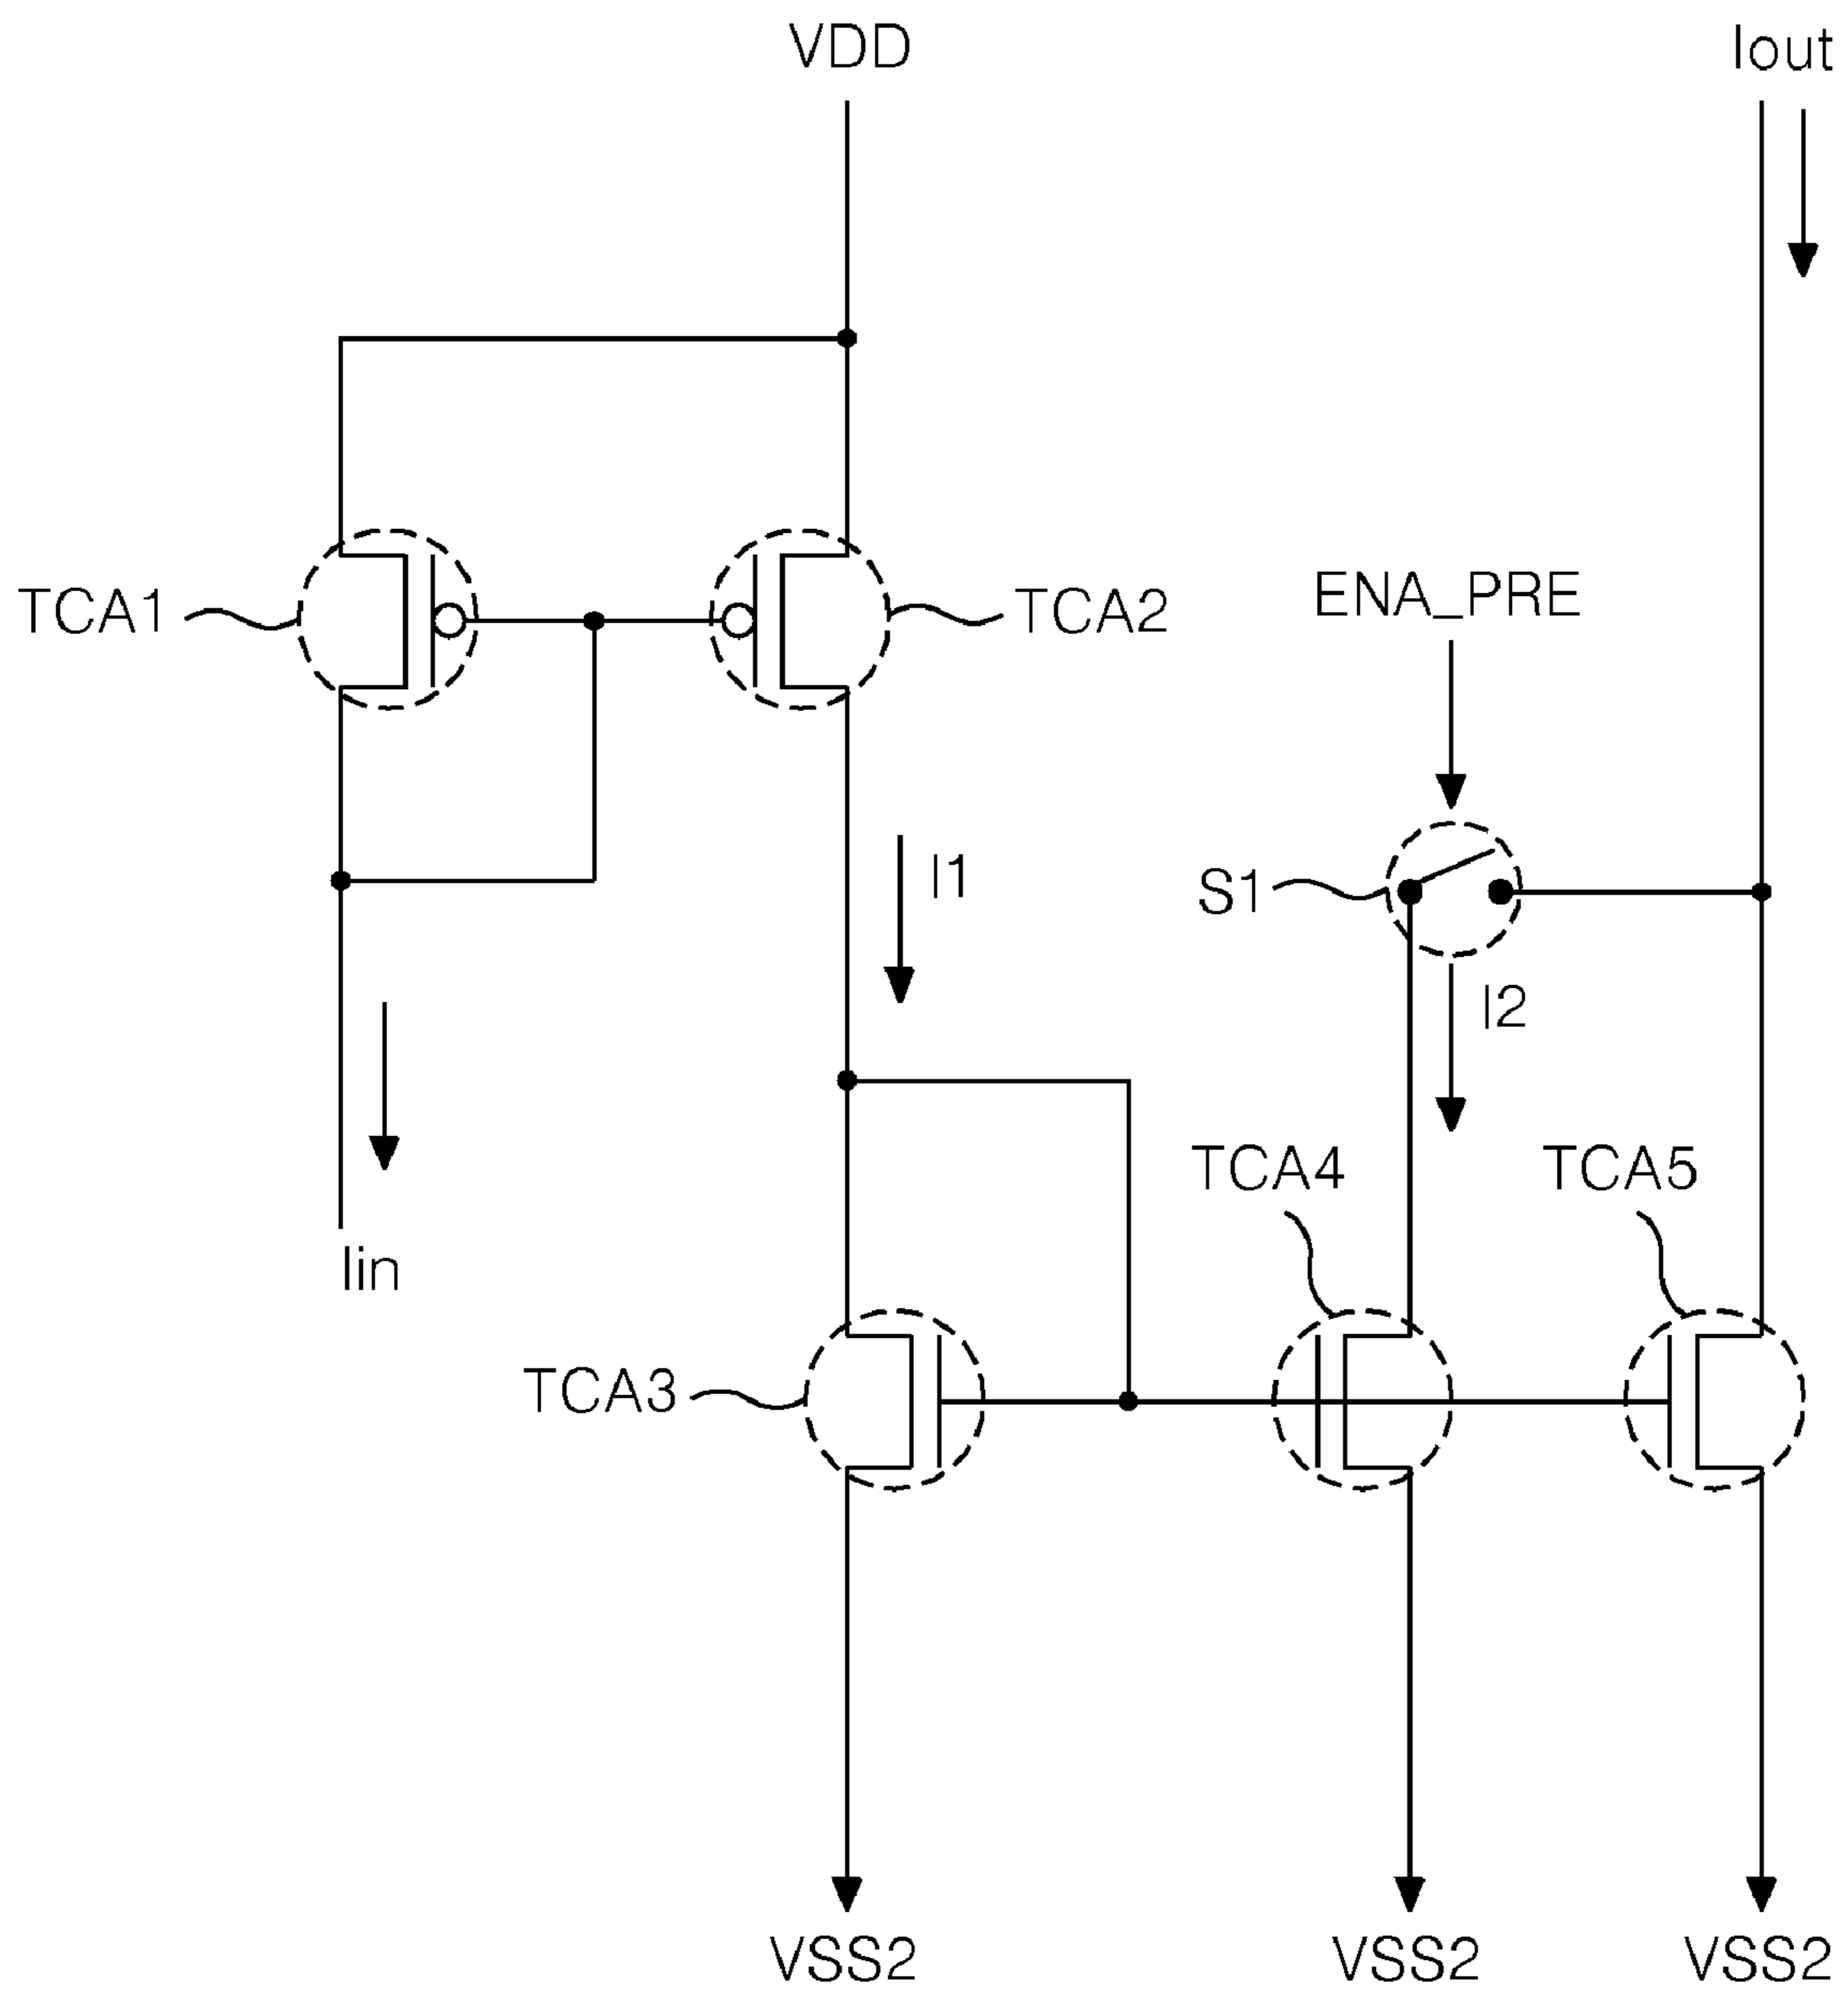 VDD
Iout
TCA1
TCA2
ENA_PRE
I1
S1
I2
TCA4
TCA5
Iin
TCA3
VSS2
VSS2
VSS2